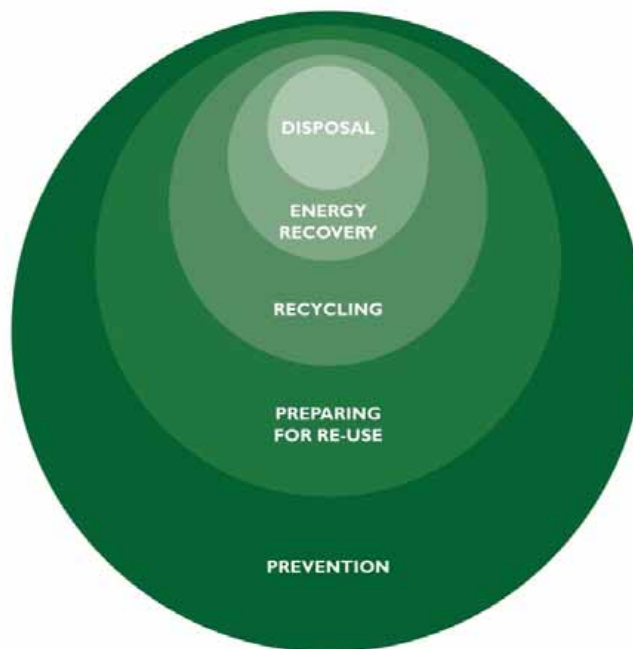 DISPOSAL
ENERGY
RECOVERY
RECYCLING
PREPARING
FOR RE-USE
PREVENTION